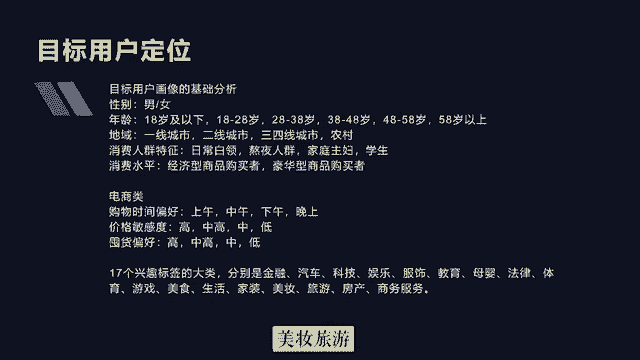 目标用户定位
目标用户画像的基础分析
性别：男/女
年龄：18岁及以下，18-28岁，28-38岁，38-48岁，48-58岁，58岁以上
地域：一线城市，二线城市，三四线城市，农村
消费人群特征：日常白领，熬夜人群，家庭主妇，学生
消费水平：经济型商品购买者，豪华型商品购买者
电商类
购物时间偏好：上午，中午，下午，晚上
价格敏感度：高，中高，中，低
囤货偏好：高，中高，中，低
17个兴趣标签的大类，分别是金融、汽车、科技、娱乐、服饰、教育、母婴、法律、体
育、游戏、美食、生活、家装、美妆、旅游、房产、商务服务。
美妆旅游